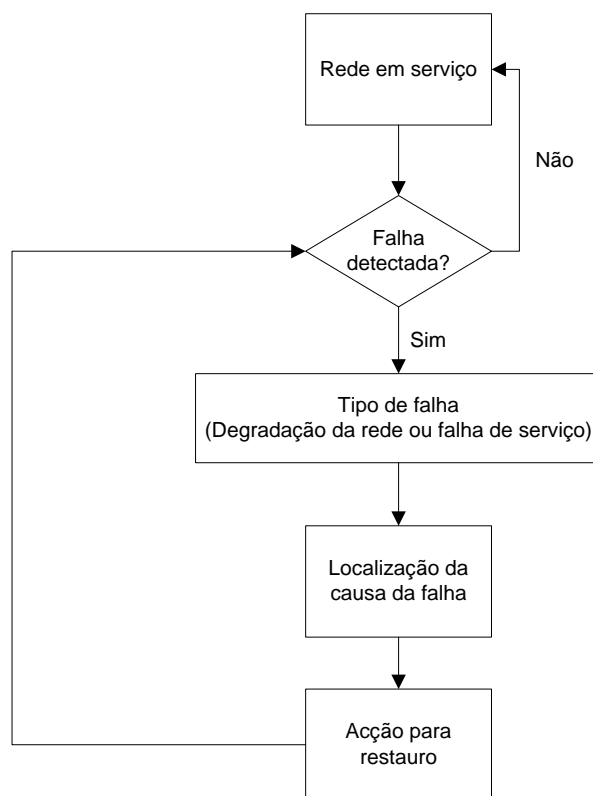 Rede em serviço
Não
Falha
detectada?
Sim
Tipo de falha
(Degradação da rede ou falha de serviço)
Localização da
causa da falha
Acção para
restauro